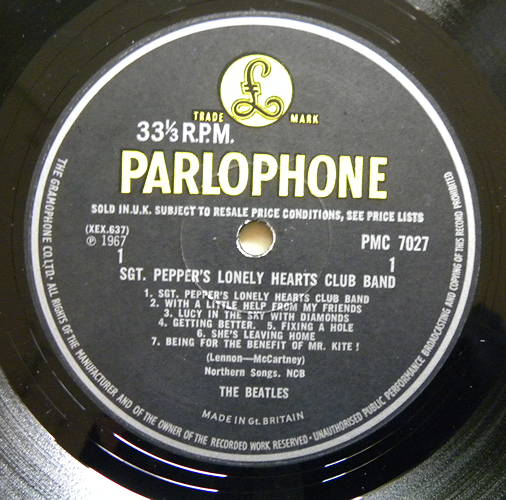 £
TRADE MARK
33⅓ R.P.M.
PARLOPHONE
SOLD IN U.K. SUBJECT TO RESALE PRICE CONDITIONS, SEE PRICE LISTS
(XEX.637)
℗ 1967
PMC 7027
1
1
SGT. PEPPER'S LONELY HEARTS CLUB BAND
1. SGT. PEPPER'S LONELY HEARTS CLUB BAND
2. WITH A LITTLE HELP FROM MY FRIENDS
3. LUCY IN THE SKY WITH DIAMONDS
4. GETTING BETTER. 5. FIXING A HOLE
6. SHE'S LEAVING HOME
7. BEING FOR THE BENEFIT OF MR. KITE !
(Lennon—McCartney)
Northern Songs. NCB
THE BEATLES
MADE IN Gt. BRITAIN
THE GRAMOPHONE CO. LTD. ALL RIGHTS OF THE MANUFACTURER AND OF THE OWNER OF THE RECORDED WORK RESERVED · UNAUTHORISED PUBLIC PERFORMANCE BROADCASTING AND COPYING OF THIS RECORD PROHIBITED